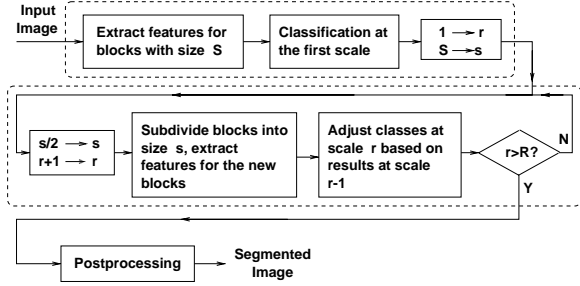 Input
Image
Extract features for
blocks with size S
Classification at
the first scale
1 → r
S → s
s/2 → s
r+1 → r
Subdivide blocks into
size s, extract
features for the new
blocks
Adjust classes at
scale r based on
results at scale
r-1
r>R?
N
Y
Postprocessing
Segmented
Image